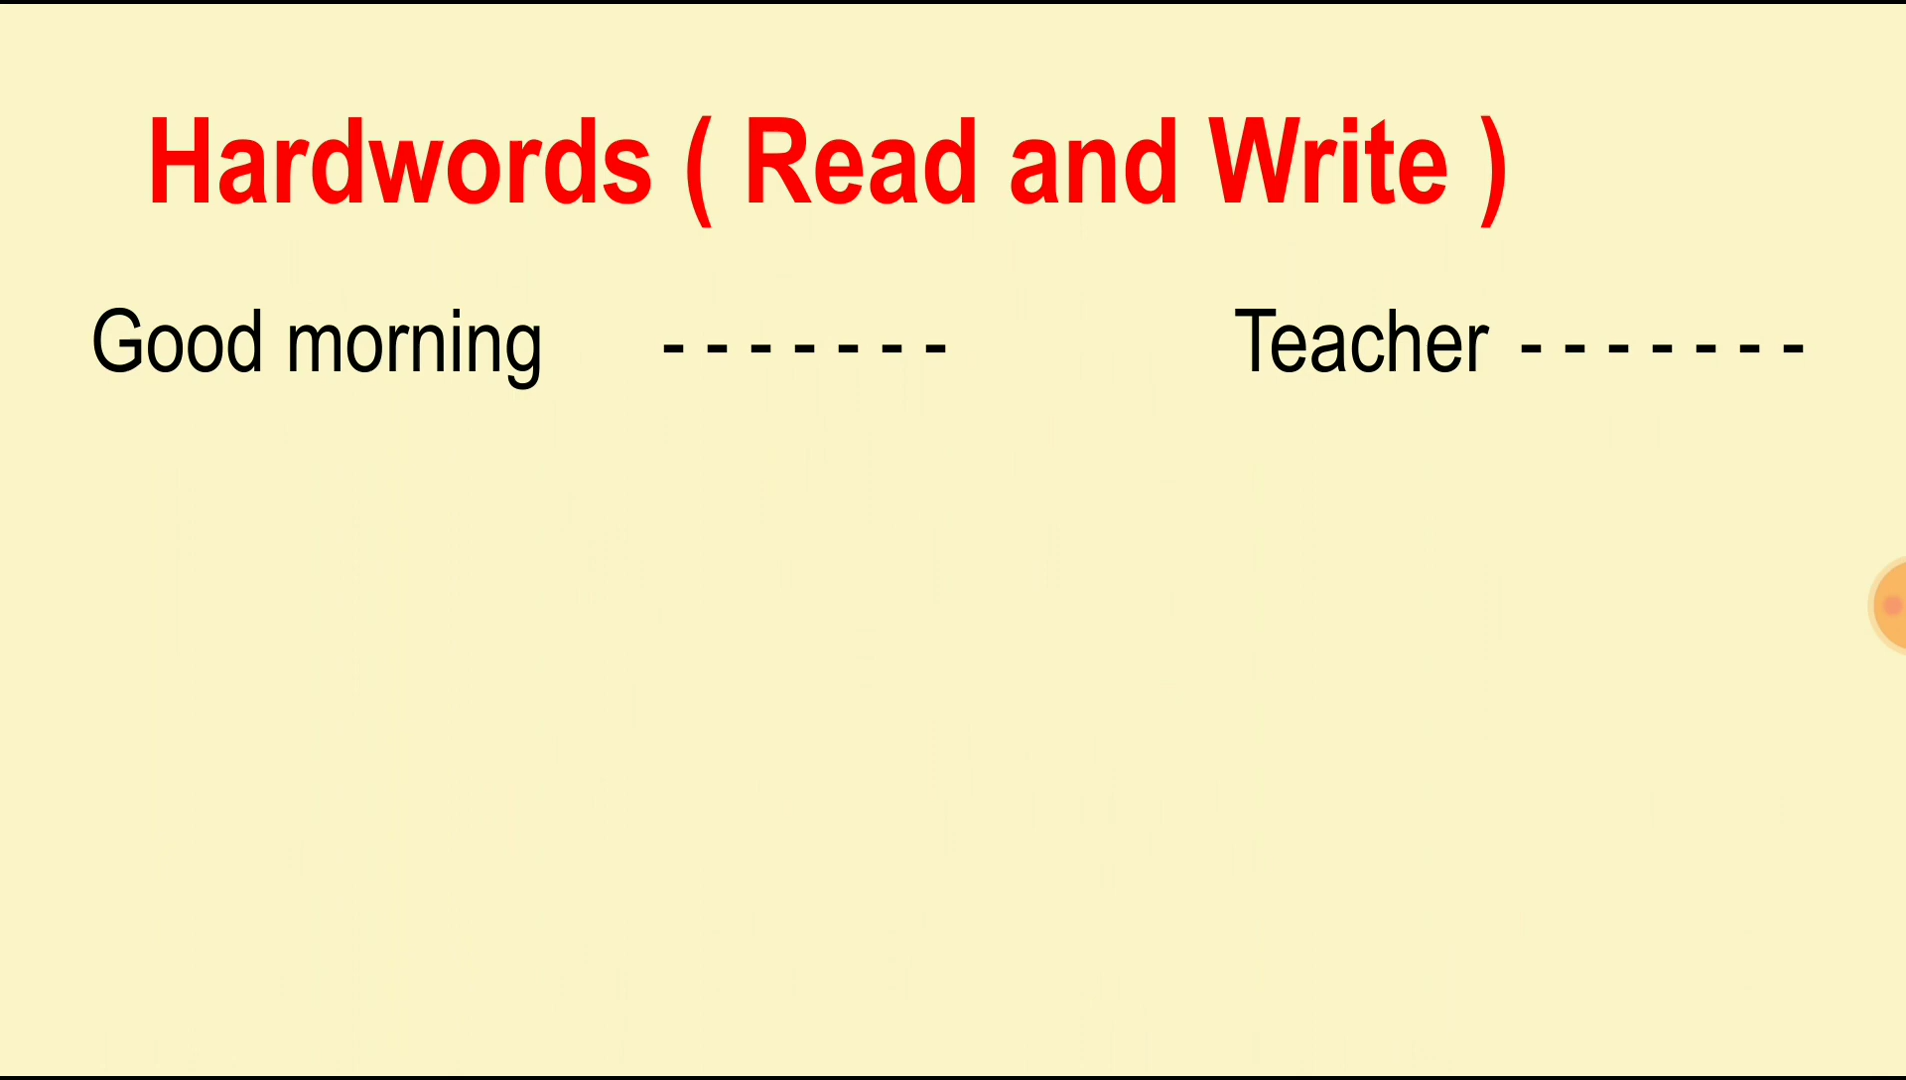 Hardwords ( Read and Write )
Good morning - - - - - - - Teacher - - - - - - -